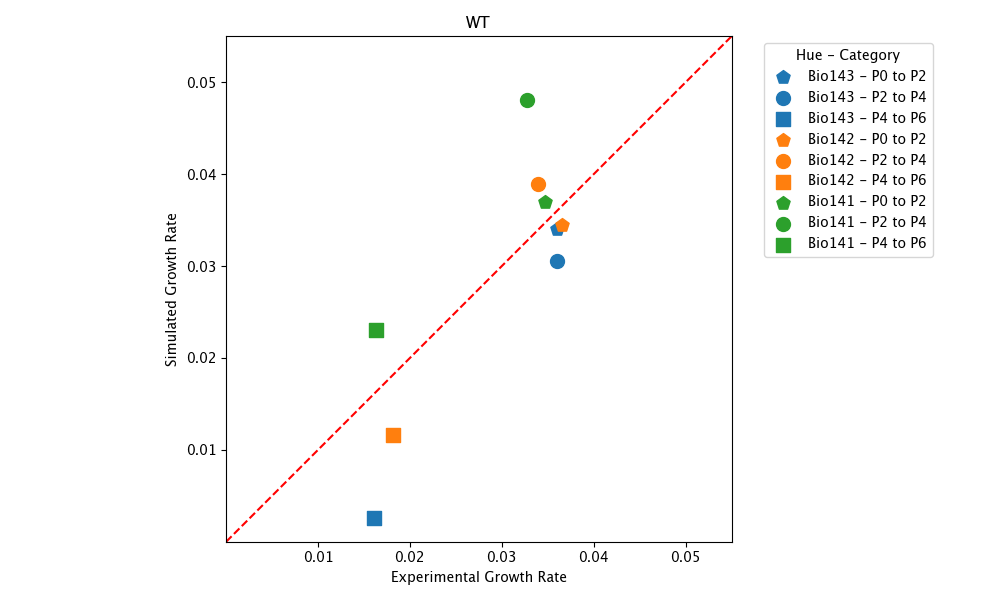 WT
Simulated Growth Rate
0.05
0.04
0.03
0.02
0.01
0.01 0.02 0.03 0.04 0.05
Experimental Growth Rate
Hue – Category
Bio143 – P0 to P2
Bio143 – P2 to P4
Bio143 – P4 to P6
Bio142 – P0 to P2
Bio142 – P2 to P4
Bio142 – P4 to P6
Bio141 – P0 to P2
Bio141 – P2 to P4
Bio141 – P4 to P6